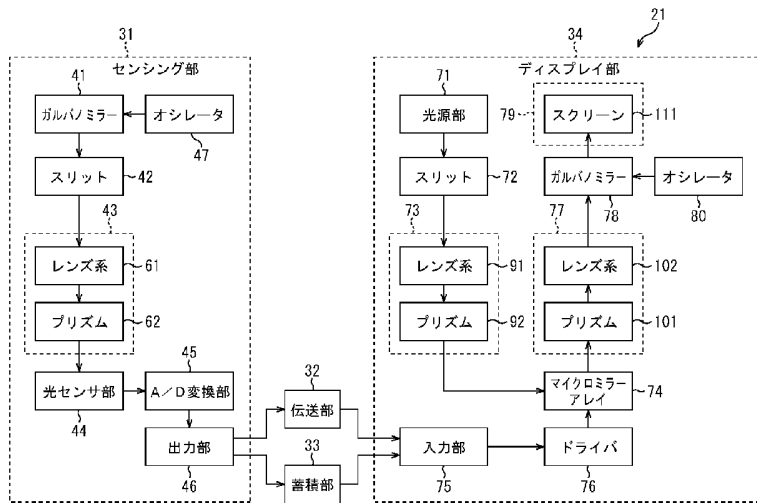 21
31
センシング部
41
ガルバノミラー
オシレータ
47
スリット
42
43
レンズ系
61
プリズム
62
光センサ部
44
45
A/D変換部
出力部
46
32
伝送部
33
蓄積部
34
ディスプレイ部
71
光源部
スリット
72
73
レンズ系
91
プリズム
92
79
スクリーン
111
ガルバノミラー
78
オシレータ
80
77
レンズ系
102
プリズム
101
マイクロミラー
アレイ
74
入力部
75
ドライバ
76